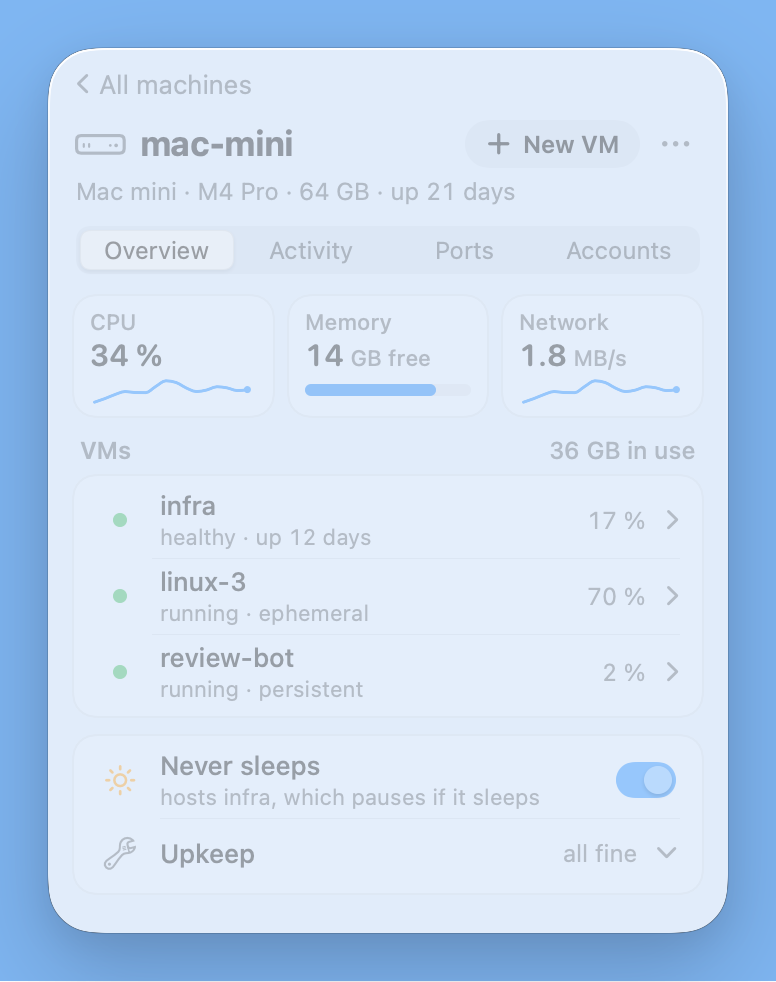 All machines
mac-mini
New VM
Mac mini · M4 Pro · 64 GB · up 21 days
Overview
Activity
Ports
Accounts
CPU
34 %
Memory
14 GB free
Network
1.8 MB/s
VMs
36 GB in use
infra
healthy · up 12 days
17 %
linux-3
running · ephemeral
70 %
review-bot
running · persistent
2 %
Never sleeps
hosts infra, which pauses if it sleeps
Upkeep
all fine